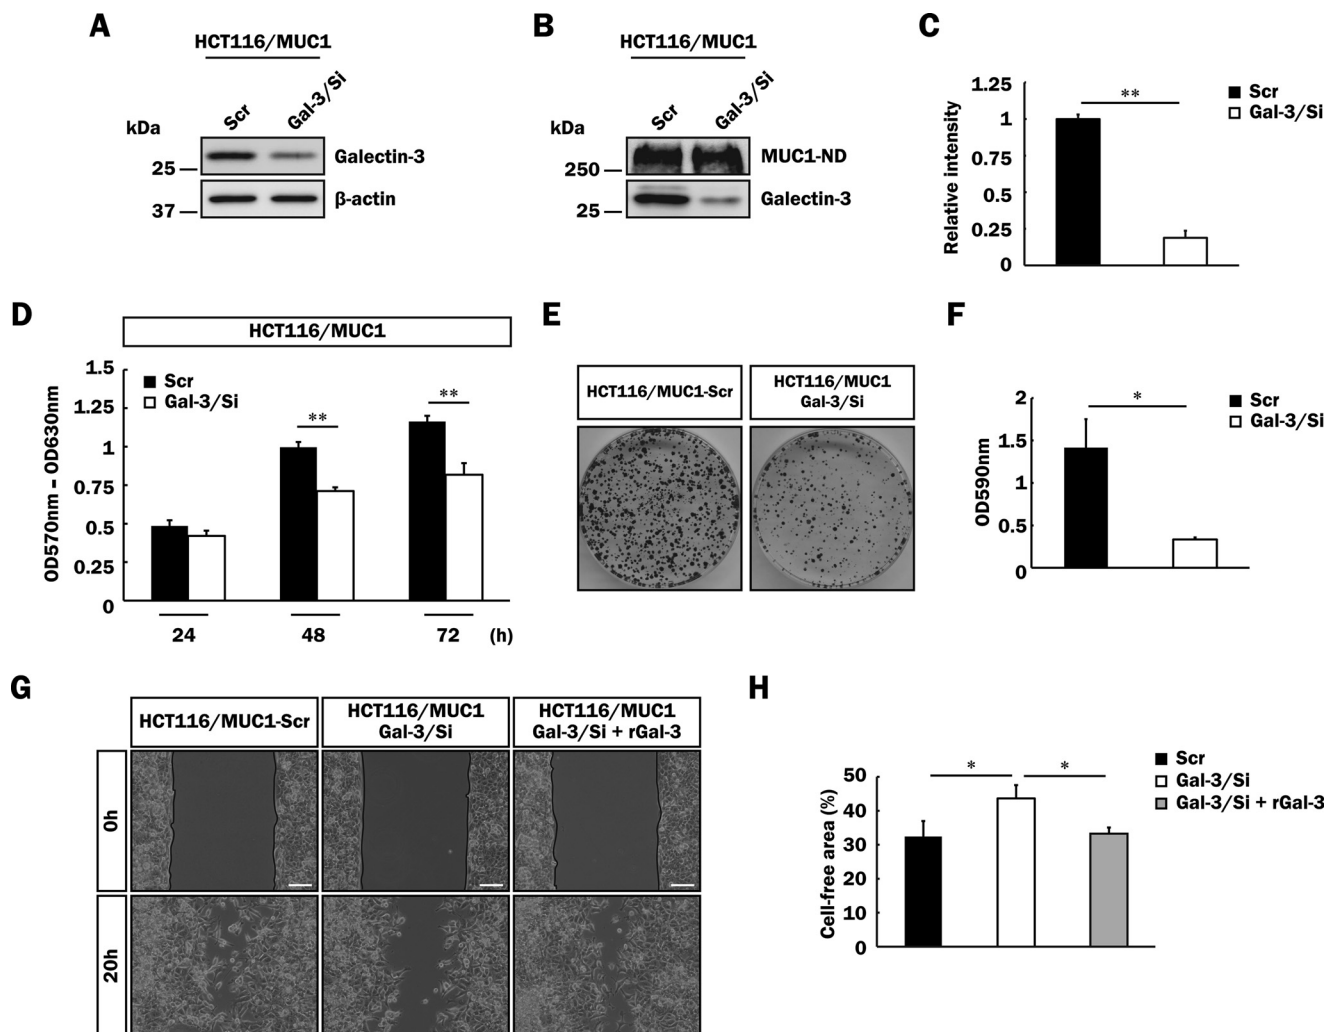 A
HCT116/MUC1
Scr
Gal-3/Si
kDa
25
Galectin-3
37
β-actin
B
HCT116/MUC1
Scr
Gal-3/Si
kDa
250
MUC1-ND
25
Galectin-3
C
Relative intensity
1.25
1
0.75
0.5
0.25
0
**
Scr
Gal-3/Si
D
HCT116/MUC1
OD570nm – OD630nm
1.5
1.25
1
0.75
0.5
0.25
0
Scr
Gal-3/Si
**
**
24
48
72
(h)
E
HCT116/MUC1-Scr
HCT116/MUC1
Gal-3/Si
F
OD590nm
2
1.5
1
0.5
0
*
Scr
Gal-3/Si
G
HCT116/MUC1-Scr
HCT116/MUC1
Gal-3/Si
HCT116/MUC1
Gal-3/Si + rGal-3
0h
20h
H
Cell-free area (%)
50
40
30
20
10
0
*
*
Scr
Gal-3/Si
Gal-3/Si + rGal-3